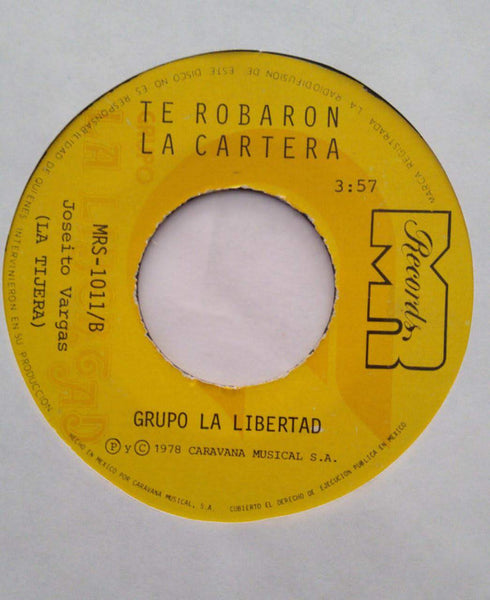 TE ROBARON
LA CARTERA
3:57
MR
Records
MRS-1011/B
Joseito Vargas
(LA TIJERA)
GRUPO LA LIBERTAD
Ⓟ y © 1978 CARAVANA MUSICAL S.A.
MARCA REGISTRADA LA RADIODIFUSION DE ESTE DISCO NO ES RESPONSABILIDAD DE QUIENES INTERVINIERON EN SU PRODUCCION
HECHO EN MEXICO POR CARAVANA MUSICAL, S.A. CUBIERTO EL DERECHO DE EJECUCION PUBLICA EN MEXICO